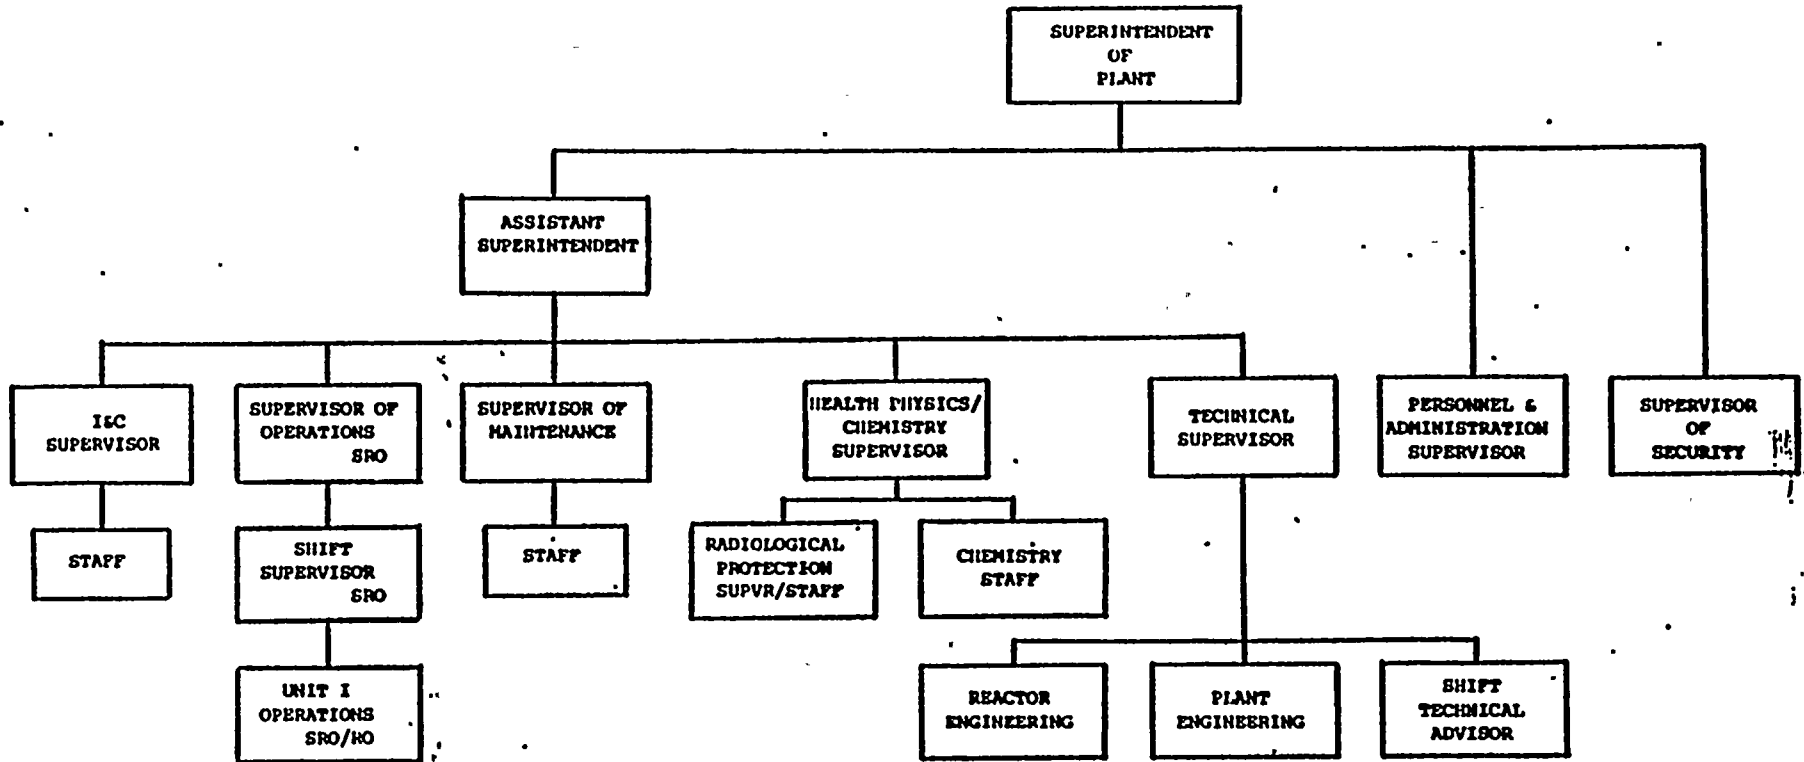 SUPERINTENDENT
OF
PLANT
ASSISTANT
SUPERINTENDENT
I&C
SUPERVISOR
SUPERVISOR OF
OPERATIONS
SRO
SUPERVISOR OF
MAINTENANCE
HEALTH PHYSICS/
CHEMISTRY
SUPERVISOR
TECHNICAL
SUPERVISOR
PERSONNEL &
ADMINISTRATION
SUPERVISOR
SUPERVISOR
OF
SECURITY
STAFF
SHIFT
SUPERVISOR
SRO
STAFF
RADIOLOGICAL
PROTECTION
SUPVR/STAFF
CHEMISTRY
STAFF
UNIT I
OPERATIONS
SRO/RO
REACTOR
ENGINEERING
PLANT
ENGINEERING
SHIFT
TECHNICAL
ADVISOR